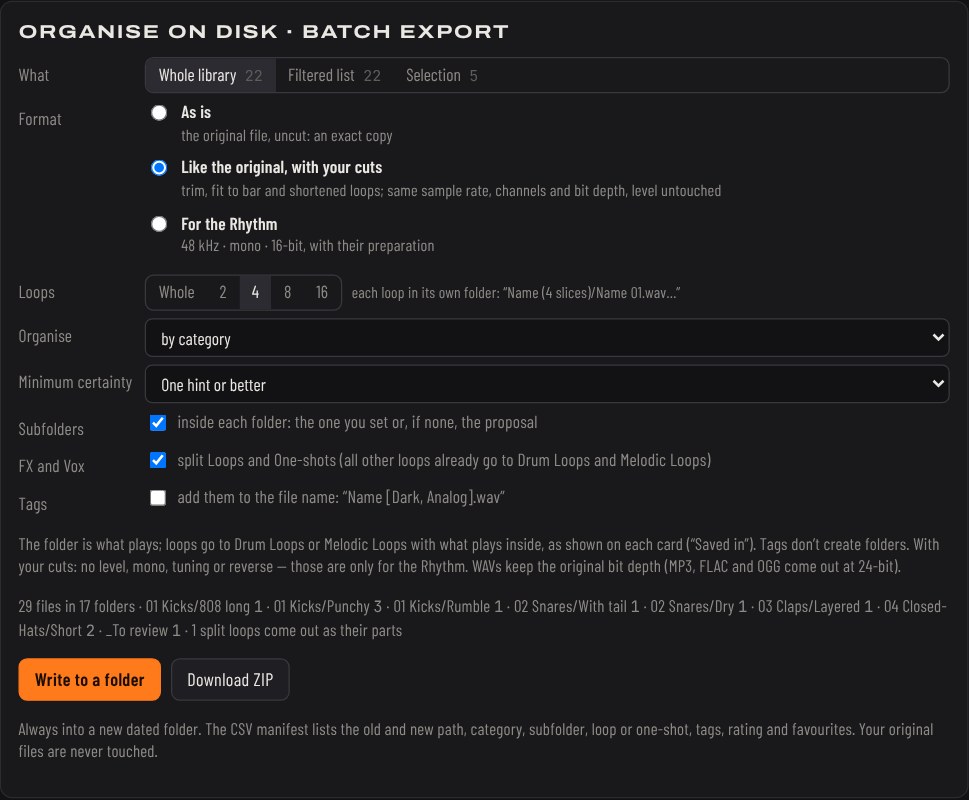 ORGANISE ON DISK · BATCH EXPORT
What
Whole library 22 Filtered list 22 Selection 5
Format
As is
the original file, uncut: an exact copy
Like the original, with your cuts
trim, fit to bar and shortened loops; same sample rate, channels and bit depth, level untouched
For the Rhythm
48 kHz · mono · 16-bit, with their preparation
Loops
Whole 2 4 8 16 each loop in its own folder: “Name (4 slices)/Name 01.wav…”
Organise
by category
Minimum certainty
One hint or better
Subfolders
inside each folder: the one you set or, if none, the proposal
FX and Vox
split Loops and One-shots (all other loops already go to Drum Loops and Melodic Loops)
Tags
add them to the file name: “Name [Dark, Analog].wav”
The folder is what plays; loops go to Drum Loops or Melodic Loops with what plays inside, as shown on each card (“Saved in”). Tags don’t create folders. With
your cuts: no level, mono, tuning or reverse — those are only for the Rhythm. WAVs keep the original bit depth (MP3, FLAC and OGG come out at 24-bit).
29 files in 17 folders · 01 Kicks/808 long 1 · 01 Kicks/Punchy 3 · 01 Kicks/Rumble 1 · 02 Snares/With tail 1 · 02 Snares/Dry 1 · 03 Claps/Layered 1 · 04 Closed-
Hats/Short 2 · _To review 1 · 1 split loops come out as their parts
Write to a folder
Download ZIP
Always into a new dated folder. The CSV manifest lists the old and new path, category, subfolder, loop or one-shot, tags, rating and favourites. Your original
files are never touched.